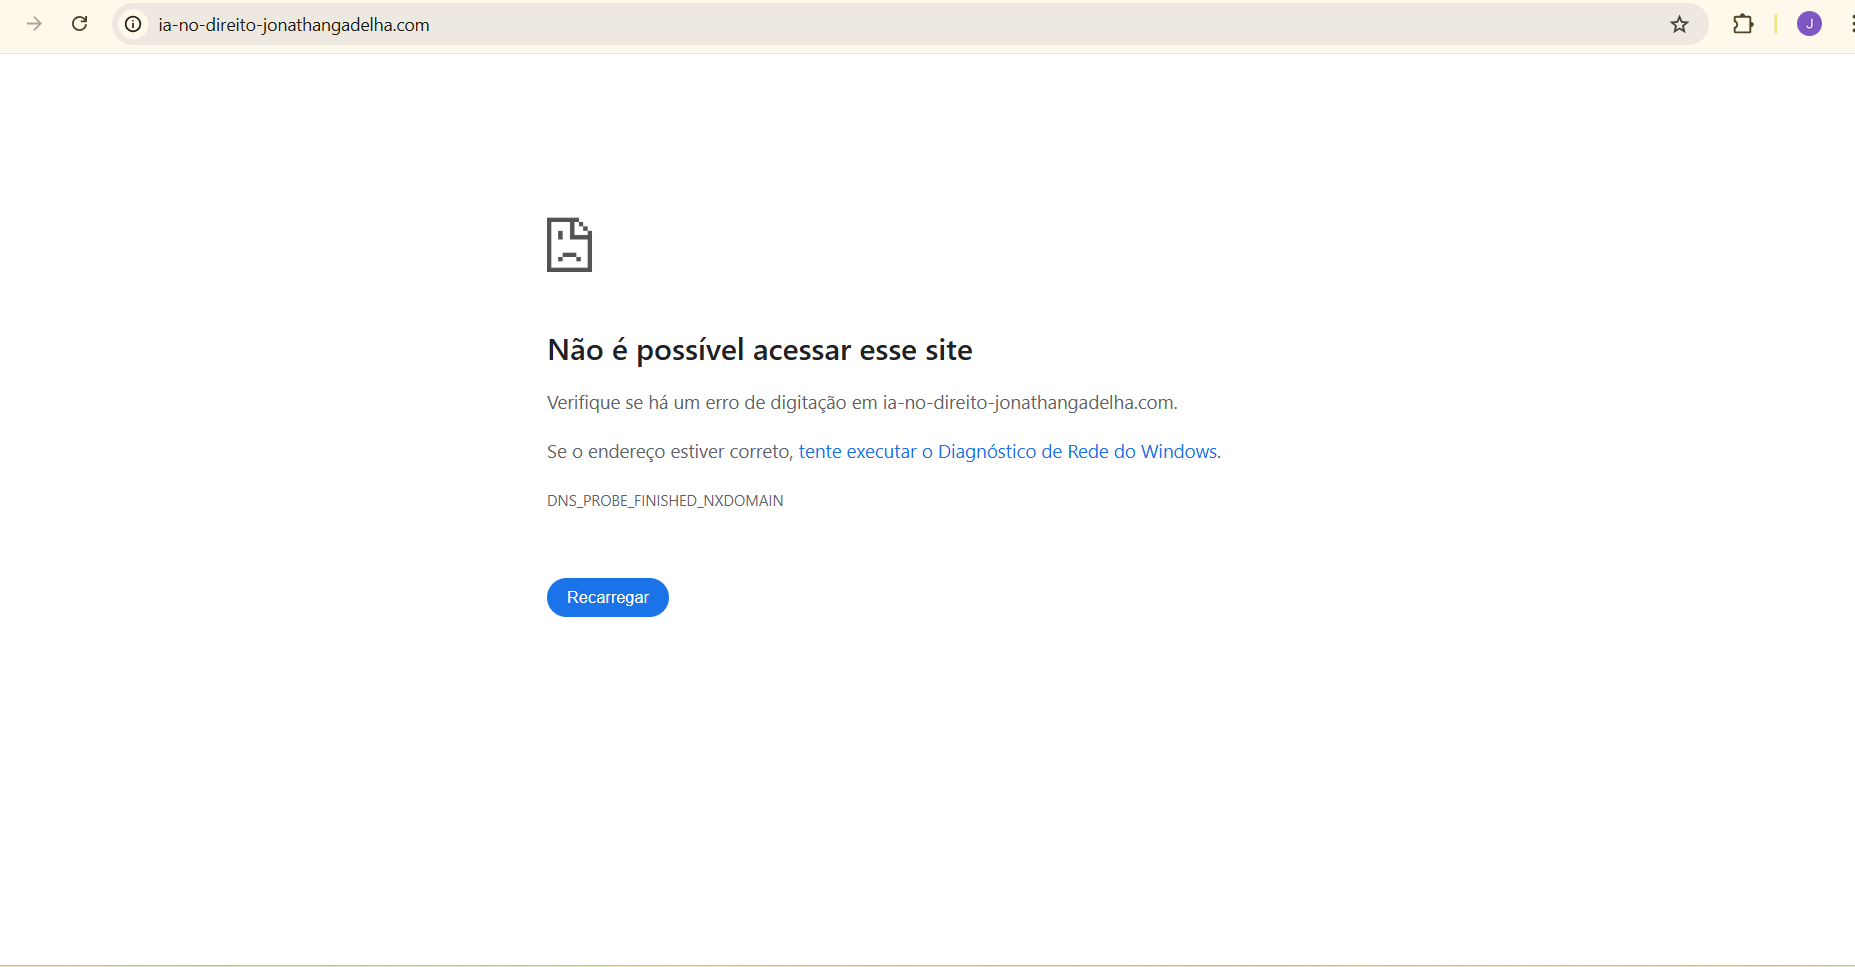 ia-no-direito-jonathangadelha.com
J
Não é possível acessar esse site
Verifique se há um erro de digitação em ia-no-direito-jonathangadelha.com.
Se o endereço estiver correto, tente executar o Diagnóstico de Rede do Windows.
DNS_PROBE_FINISHED_NXDOMAIN
Recarregar